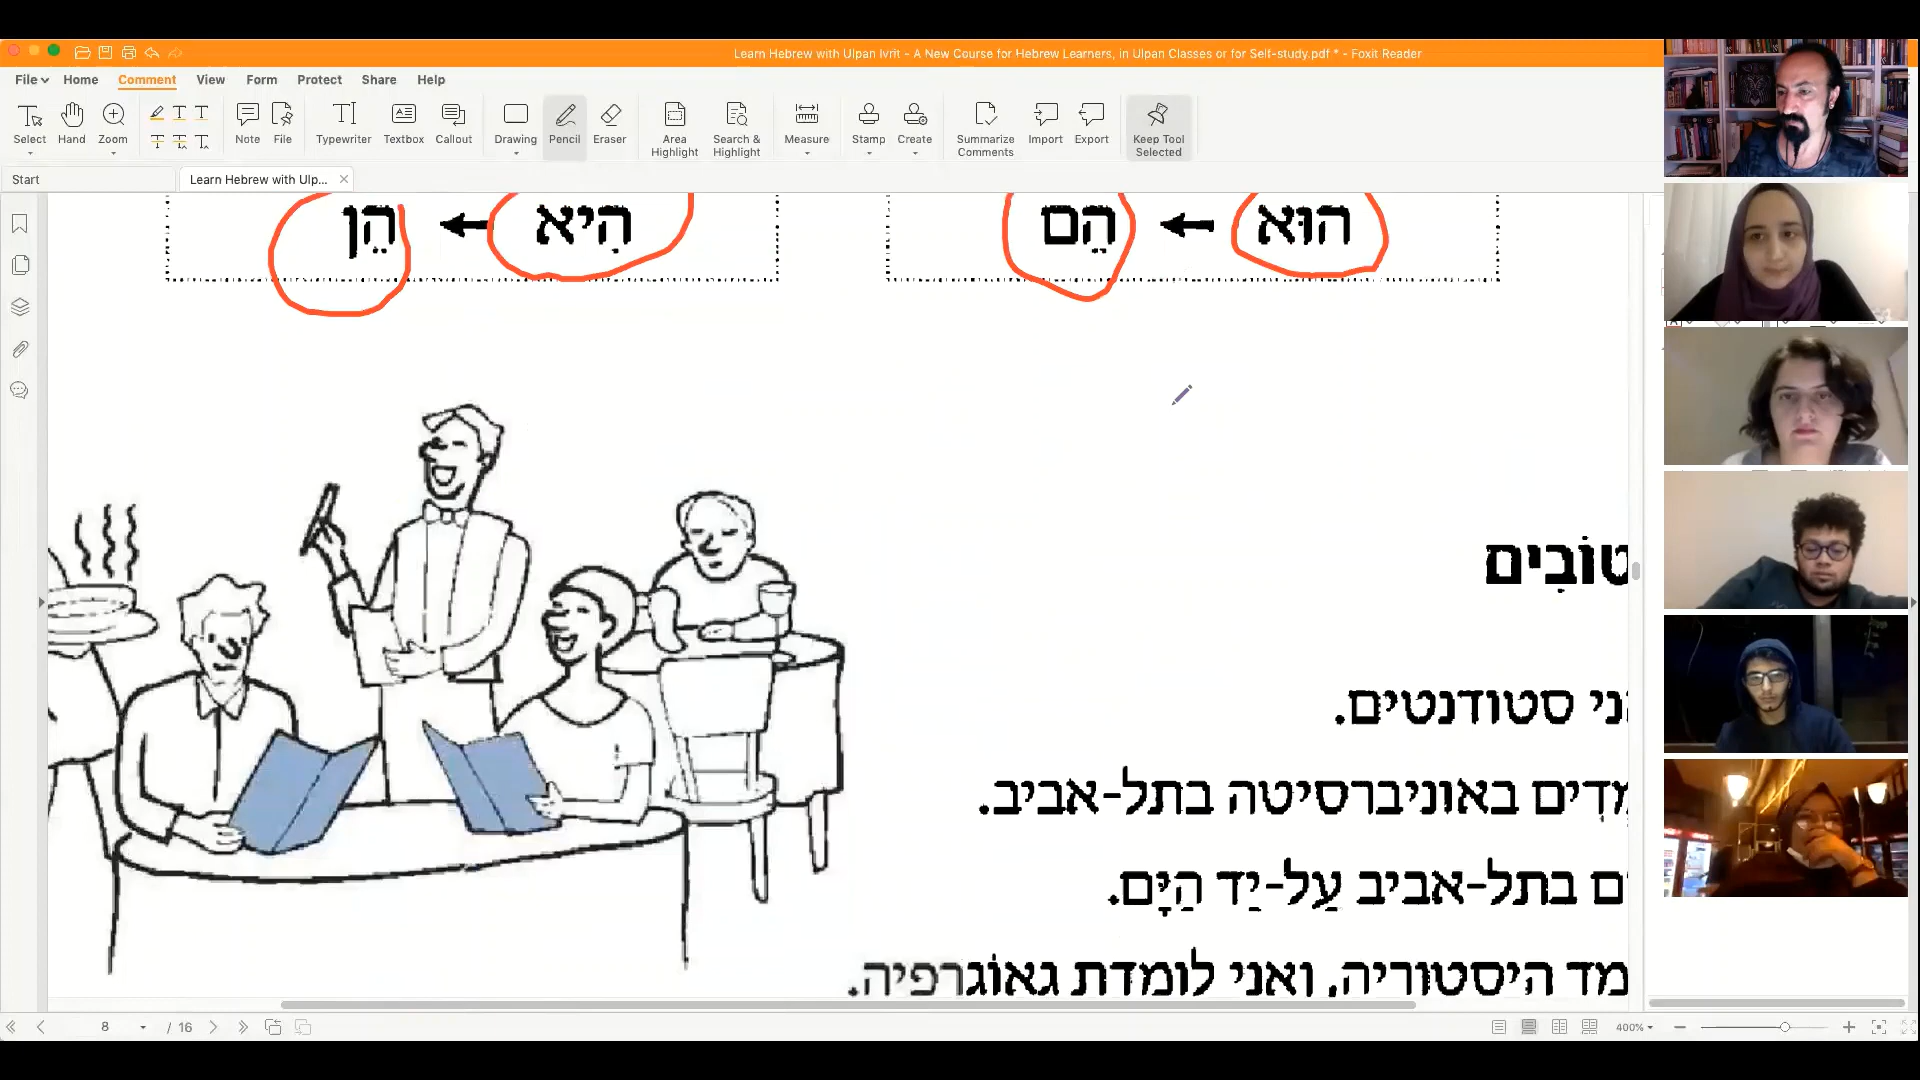 Learn Hebrew with Ulpan Ivrit - A New Course for Hebrew Learners, in Ulpan Classes or for Self-study.pdf * - Foxit Reader
File Home Comment View Form Protect Share Help
Select Hand Zoom Note File Typewriter Textbox Callout Drawing Pencil Eraser Area Highlight Search & Highlight Measure Stamp Create Summarize Comments Import Export Keep Tool Selected
Start Learn Hebrew with Ulp...
הוּא ← הֵם
הִיא ← הֵן
טוֹבִים
סטודנטים.
באוניברסיטה בתל-אביב.
בתל-אביב עַל-יַד הַיָּם.
היסטוריה, ואני לומדת גאוֹגרפיה.
8 / 16
400%